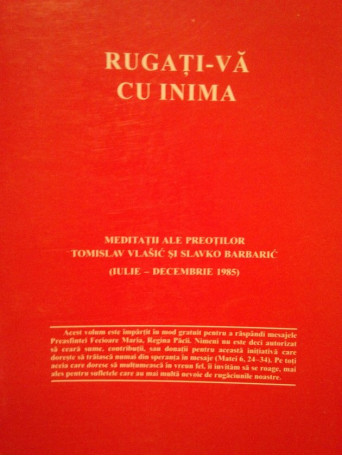 RUGAȚI-VĂ
CU INIMA
MEDITAȚII ALE PREOȚILOR
TOMISLAV VLAŠIĆ ȘI SLAVKO BARBARIĆ
(IULIE – DECEMBRIE 1985)
Acest volum este împărțit în mod gratuit pentru a răspândi mesajele
Preasfintei Fecioare Maria, Regina Păcii. Nimeni nu este deci autorizat
să ceară sume, contribuții, sau donații pentru această inițiativă care
dorește să trăiască numai din speranța în mesaje (Matei 6, 24–34). Pe toți
aceia care doresc să mulțumească în vreun fel, îi invităm să se roage, mai
ales pentru sufletele care au mai multă nevoie de rugăciunile noastre.